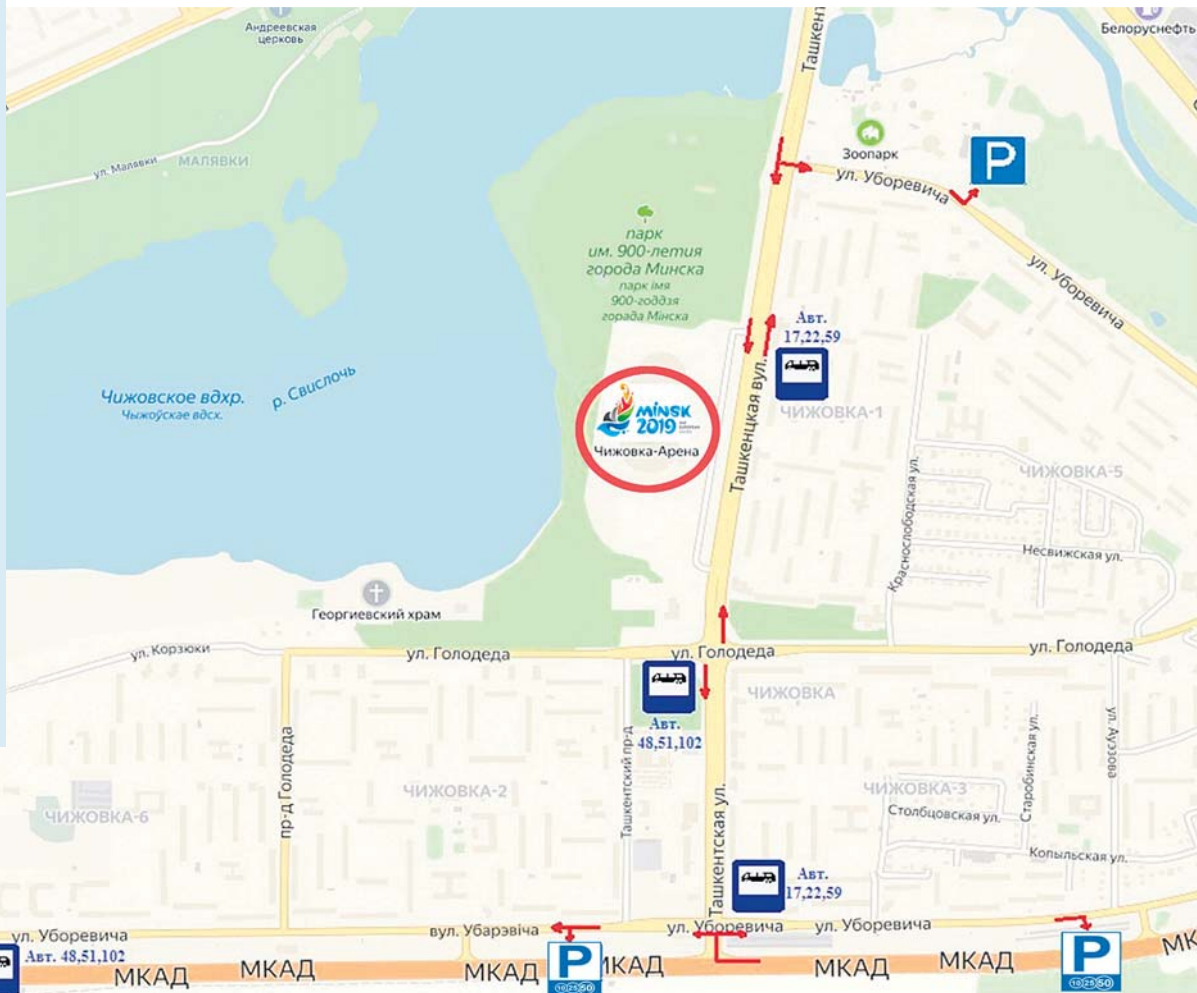 Андреевская
церковь
Ташкент
Белоруснефть
ул. Малявки
МАЛЯВКИ
Зоопарк
P
ул. Уборевича
парк
им. 900-летия
города Минска
парк імя
900-годдзя
горада Мінска
ул. Уборевича
Авт.
17,22,59
Чижовское вдхр.
Чыжоўскае вдсх.
р. Свислочь
MINSK
2019
Чижовка-Арена
Ташкенцкая вул.
ЧИЖОВКА-1
ЧИЖОВКА-5
Краснослободская ул.
Несвижская ул.
Георгиевский храм
ул. Корзюки
ул. Голодеда
ул. Голодеда
ул. Голодеда
Авт.
48,51,102
ЧИЖОВКА
пр-д Голодеда
Ташкентский пр-д
Старобинская ул.
ул. Ауэзова
ЧИЖОВКА-6
ЧИЖОВКА-2
ЧИЖОВКА-3
Столбцовская ул.
Копыльская ул.
Ташкентская ул.
Авт.
17,22,59
ул. Уборевича
вул. Убарэвіча
ул. Уборевича
ул. Уборевича
Авт. 48,51,102
МКАД
МКАД
МКАД
P
МКАД
МКАД
МКАД
P
МК